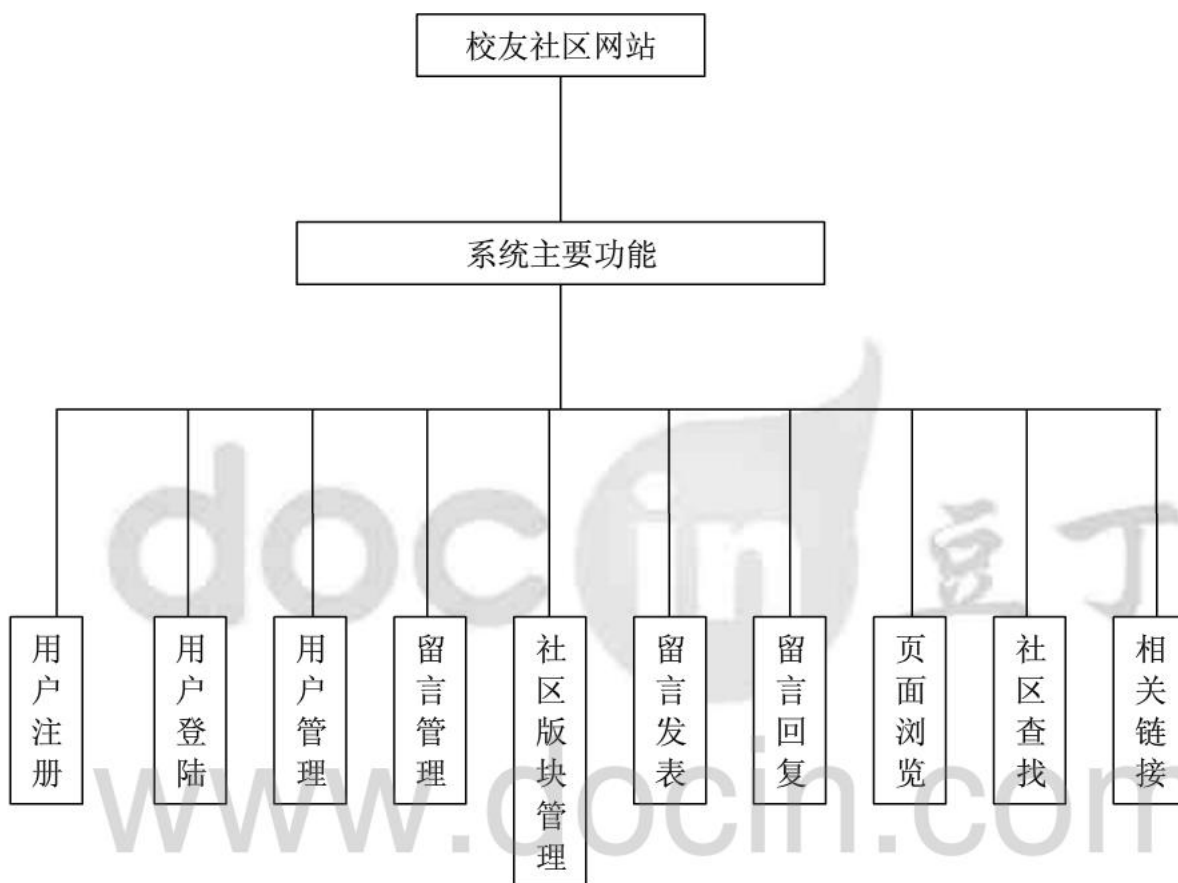 校友社区网站
系统主要功能
用户注册
用户登陆
用户管理
留言管理
社区版块管理
留言发表
留言回复
页面浏览
社区查找
相关链接
docin 豆丁
www.docin.com